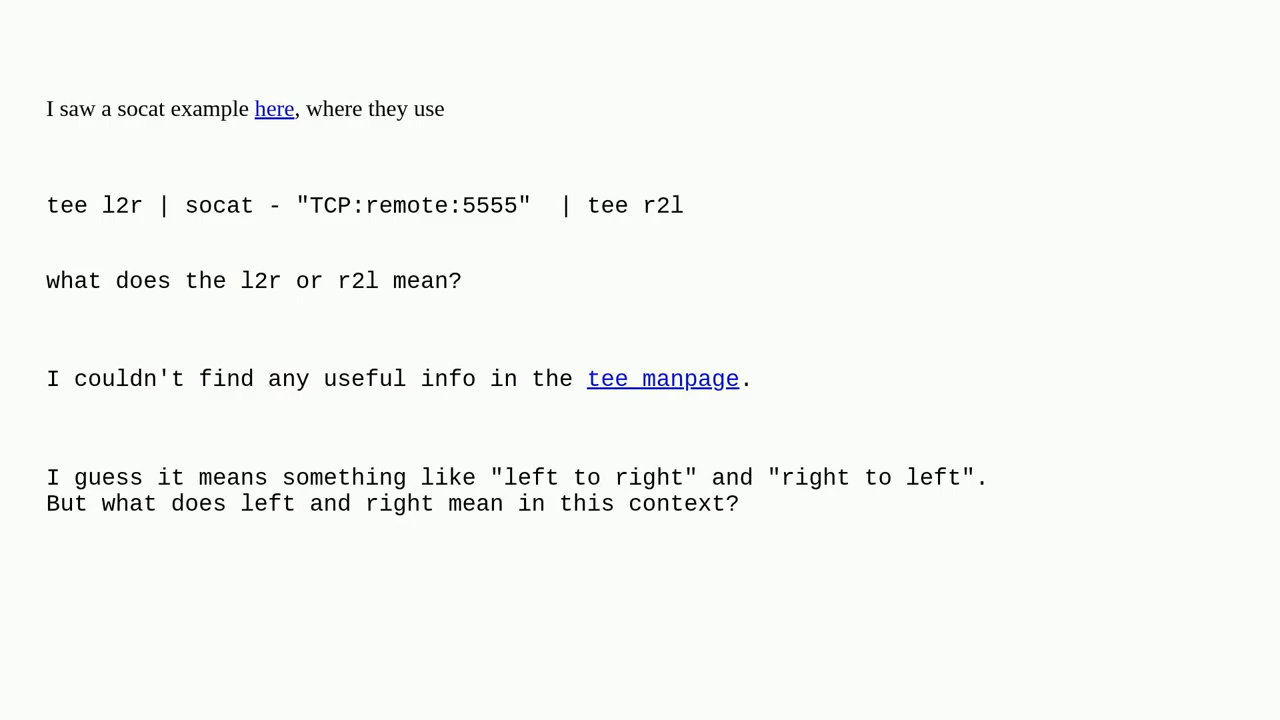 I saw a socat example here, where they use
tee l2r | socat - "TCP:remote:5555"  | tee r2l
what does the l2r or r2l mean?
I couldn't find any useful info in the tee manpage.
I guess it means something like "left to right" and "right to left".
But what does left and right mean in this context?